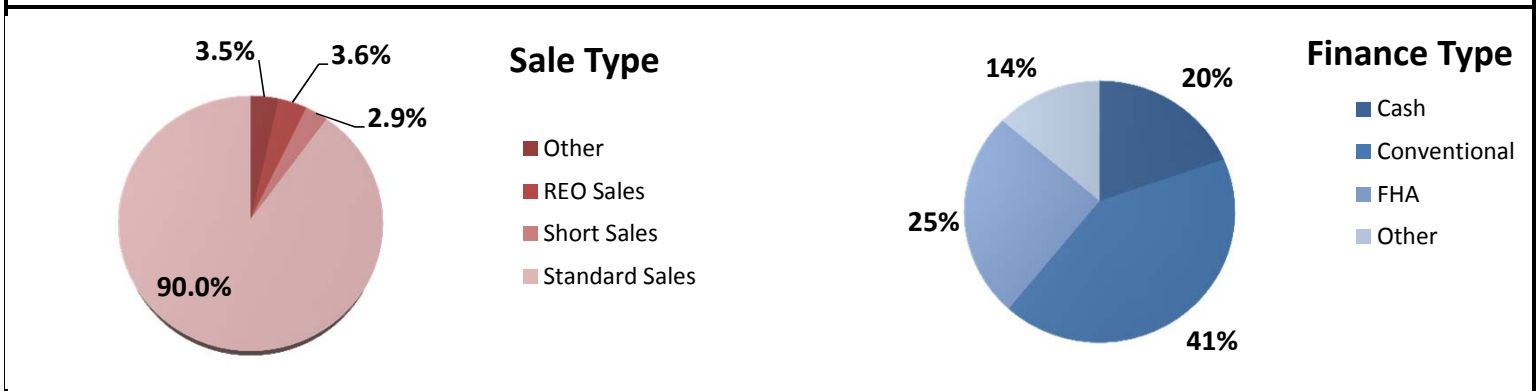 Sale Type
3.5%
3.6%
2.9%
90.0%
Other
REO Sales
Short Sales
Standard Sales
Finance Type
14%
20%
25%
41%
Cash
Conventional
FHA
Other